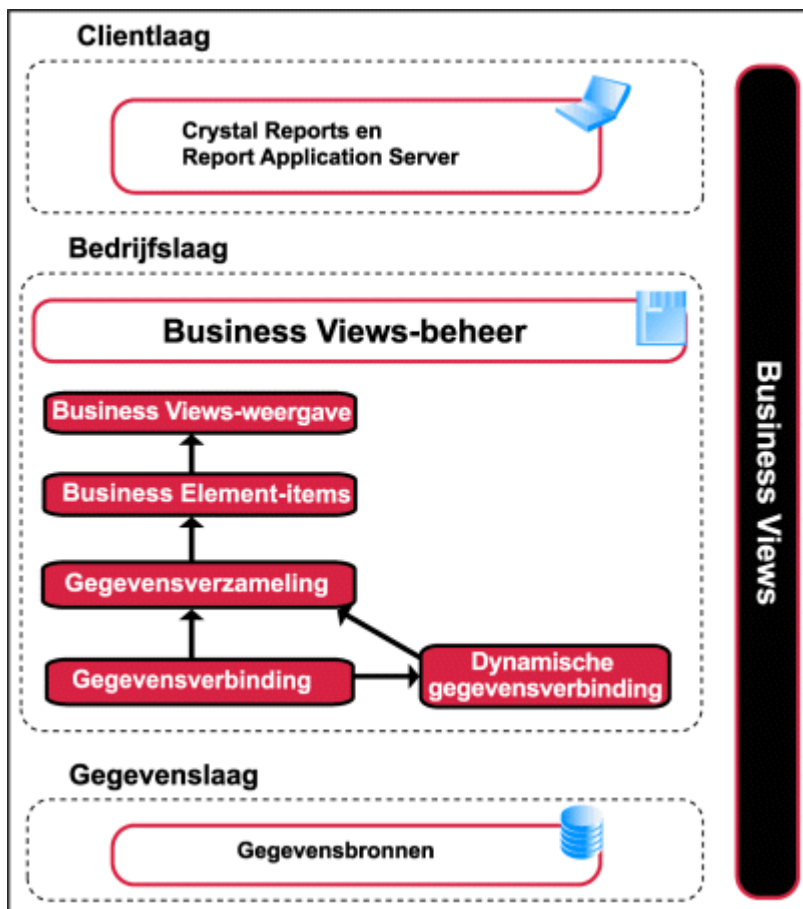 Clientlaag
Crystal Reports en
Report Application Server
Bedrijfslaag
Business Views-beheer
Business Views-weergave
Business Element-items
Gegevensverzameling
Gegevensverbinding
Dynamische
gegevensverbinding
Gegevenslaag
Gegevensbronnen
Business Views